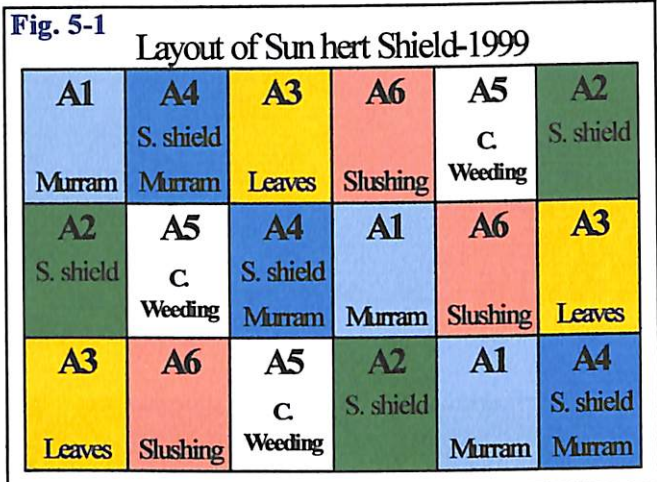 Fig. 5-1
Layout of Sun hert Shield-1999
A1 A4 A3 A6 A5 A2
S. shield C. S. shield
Murram Murram Leaves Slushing Weeding
A2 A5 A4 A1 A6 A3
S. shield C. S. shield
Weeding Murram Murram Slushing Leaves
A3 A6 A5 A2 A1 A4
C. S. shield S. shield
Leaves Slushing Weeding Murram Murram